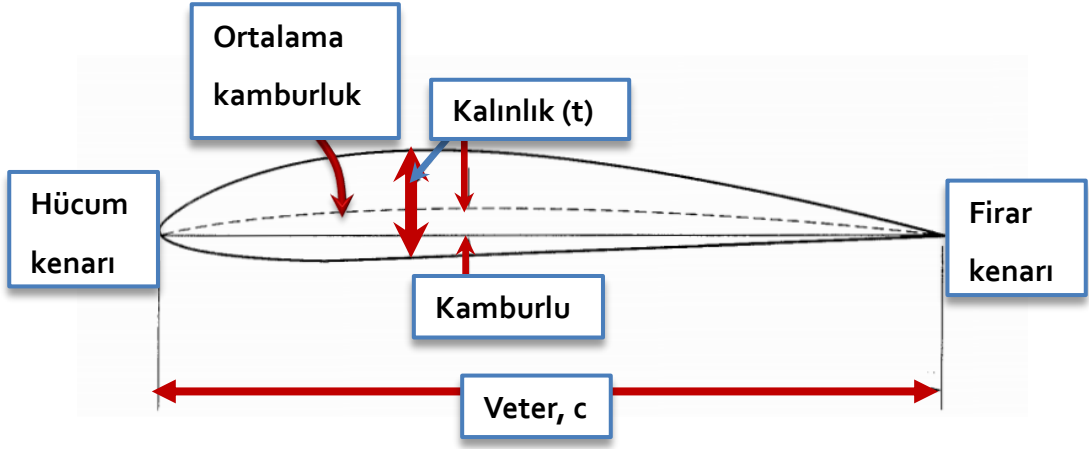 Ortalama
kamburluk
Kalınlık (t)
Hücum
kenarı
Firar
kenarı
Kamburlu
Veter, c